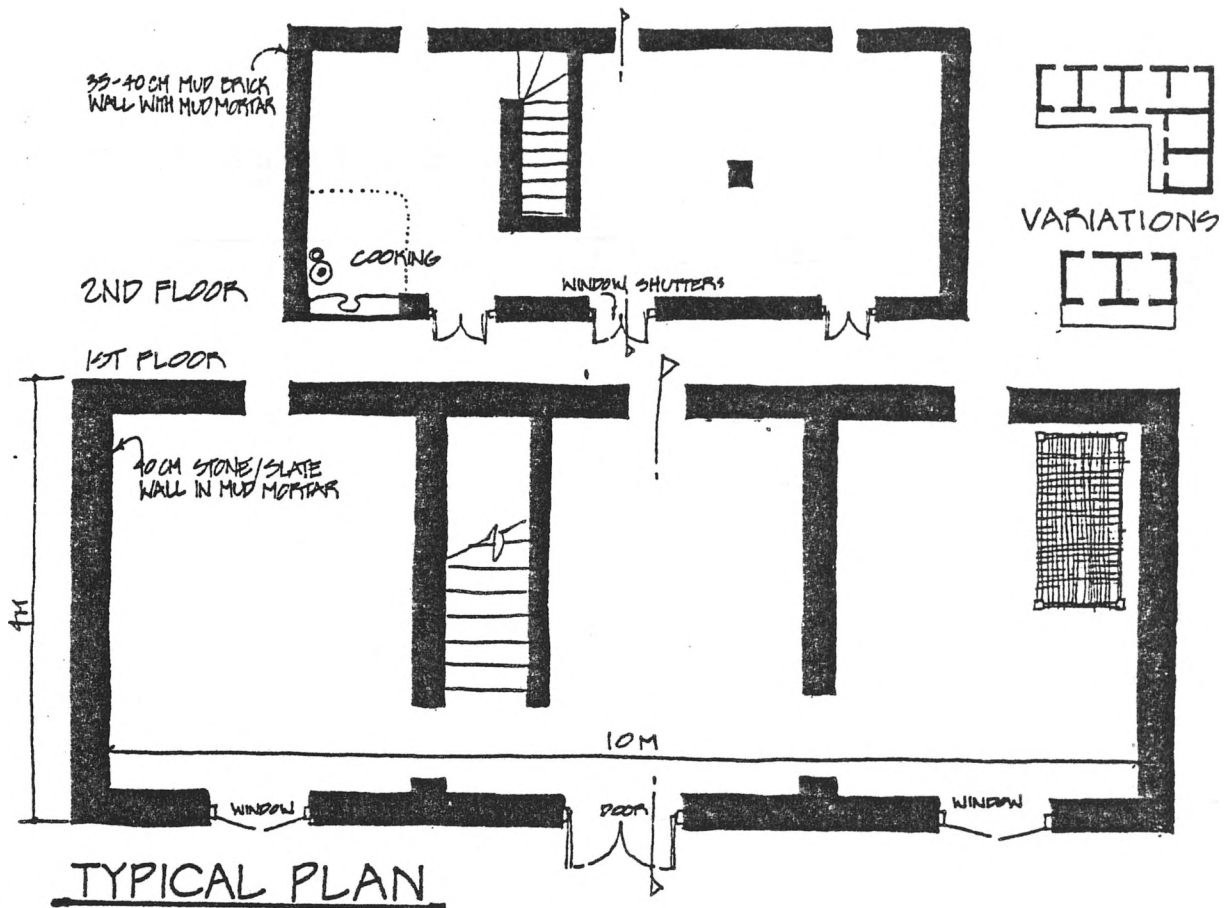 35-40 CM MUD BRICK
WALL WITH MUD MORTAR
COOKING
WINDOW SHUTTERS
2ND FLOOR
VARIATIONS
1ST FLOOR
40 CM STONE/SLATE
WALL IN MUD MORTAR
4M
10 M
WINDOW
DOOR
WINDOW
TYPICAL PLAN